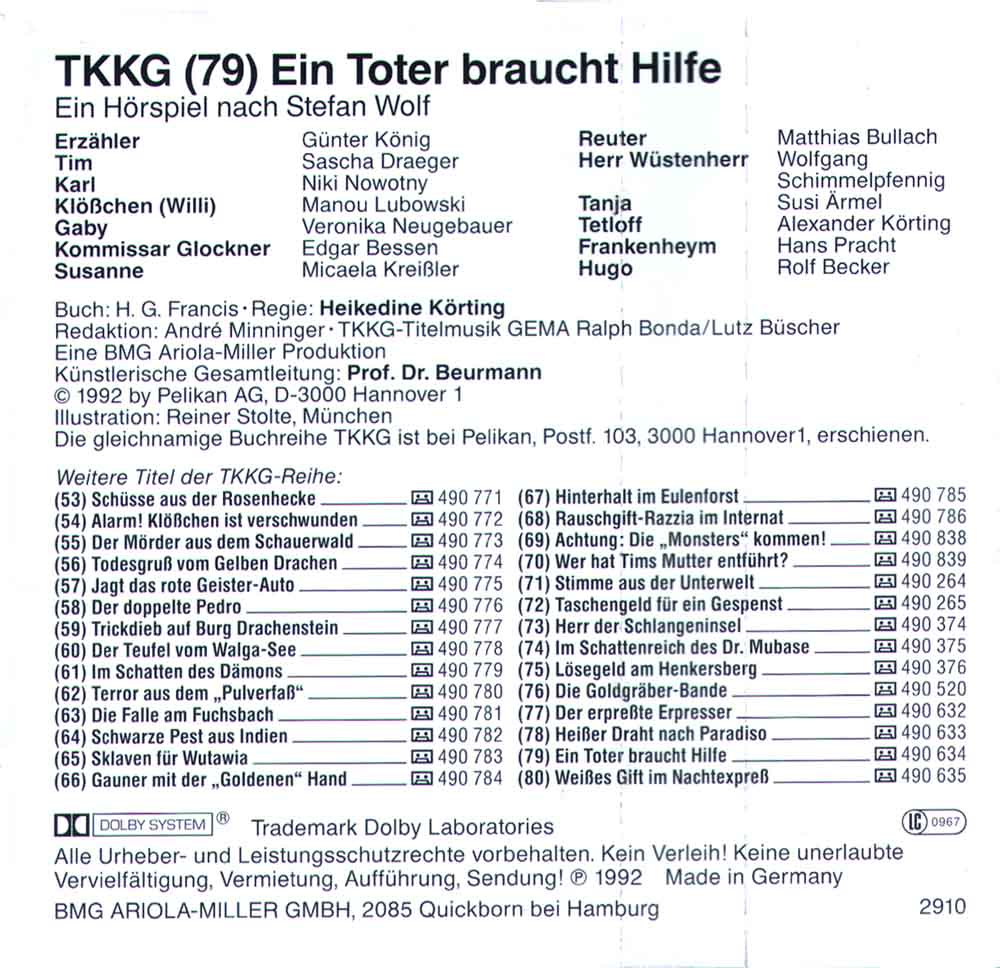 TKKG (79) Ein Toter braucht Hilfe
Ein Hörspiel nach Stefan Wolf
Erzähler Günter König
Tim Sascha Draeger
Karl Niki Nowotny
Klößchen (Willi) Manou Lubowski
Gaby Veronika Neugebauer
Kommissar Glockner Edgar Bessen
Susanne Micaela Kreißler
Reuter Matthias Bullach
Herr Wüstenherr Wolfgang
Schimmelpfennig
Tanja Susi Ärmel
Tetloff Alexander Körting
Frankenheym Hans Pracht
Hugo Rolf Becker
Buch: H. G. Francis · Regie: Heikedine Körting
Redaktion: André Minninger · TKKG-Titelmusik GEMA Ralph Bonda/Lutz Büscher
Eine BMG Ariola-Miller Produktion
Künstlerische Gesamtleitung: Prof. Dr. Beurmann
© 1992 by Pelikan AG, D-3000 Hannover 1
Illustration: Reiner Stolte, München
Die gleichnamige Buchreihe TKKG ist bei Pelikan, Postf. 103, 3000 Hannover1, erschienen.
Weitere Titel der TKKG-Reihe:
(53) Schüsse aus der Rosenhecke 490 771
(54) Alarm! Klößchen ist verschwunden 490 772
(55) Der Mörder aus dem Schauerwald 490 773
(56) Todesgruß vom Gelben Drachen 490 774
(57) Jagt das rote Geister-Auto 490 775
(58) Der doppelte Pedro 490 776
(59) Trickdieb auf Burg Drachenstein 490 777
(60) Der Teufel vom Walga-See 490 778
(61) Im Schatten des Dämons 490 779
(62) Terror aus dem „Pulverfaß“ 490 780
(63) Die Falle am Fuchsbach 490 781
(64) Schwarze Pest aus Indien 490 782
(65) Sklaven für Wutawia 490 783
(66) Gauner mit der „Goldenen“ Hand 490 784
(67) Hinterhalt im Eulenforst 490 785
(68) Rauschgift-Razzia im Internat 490 786
(69) Achtung: Die „Monsters“ kommen! 490 838
(70) Wer hat Tims Mutter entführt? 490 839
(71) Stimme aus der Unterwelt 490 264
(72) Taschengeld für ein Gespenst 490 265
(73) Herr der Schlangeninsel 490 374
(74) Im Schattenreich des Dr. Mubase 490 375
(75) Lösegeld am Henkersberg 490 376
(76) Die Goldgräber-Bande 490 520
(77) Der erpreßte Erpresser 490 632
(78) Heißer Draht nach Paradiso 490 633
(79) Ein Toter braucht Hilfe 490 634
(80) Weißes Gift im Nachtexpreß 490 635
DOLBY SYSTEM ® Trademark Dolby Laboratories
LC 0967
Alle Urheber- und Leistungsschutzrechte vorbehalten. Kein Verleih! Keine unerlaubte
Vervielfältigung, Vermietung, Aufführung, Sendung! ℗ 1992 Made in Germany
BMG ARIOLA-MILLER GMBH, 2085 Quickborn bei Hamburg 2910